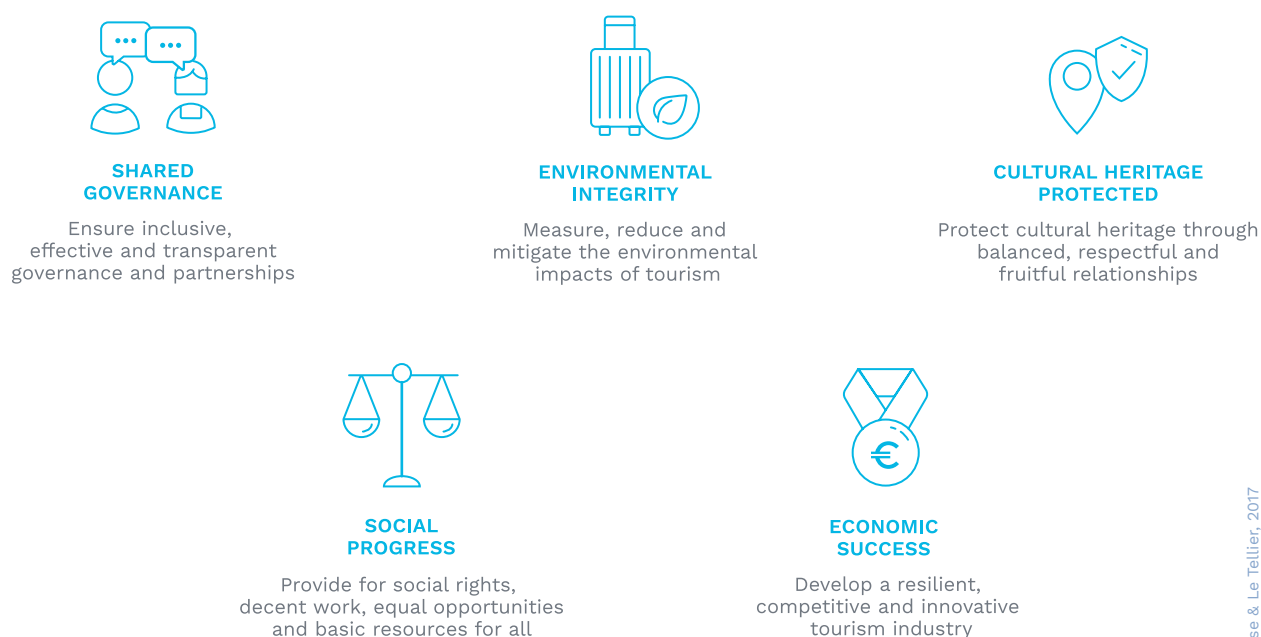 SHARED
GOVERNANCE
Ensure inclusive,
effective and transparent
governance and partnerships
ENVIRONMENTAL
INTEGRITY
Measure, reduce and
mitigate the environmental
impacts of tourism
CULTURAL HERITAGE
PROTECTED
Protect cultural heritage through
balanced, respectful and
fruitful relationships
SOCIAL
PROGRESS
Provide for social rights,
decent work, equal opportunities
and basic resources for all
ECONOMIC
SUCCESS
€
Develop a resilient,
competitive and innovative
tourism industry
& Le Tellier, 2017